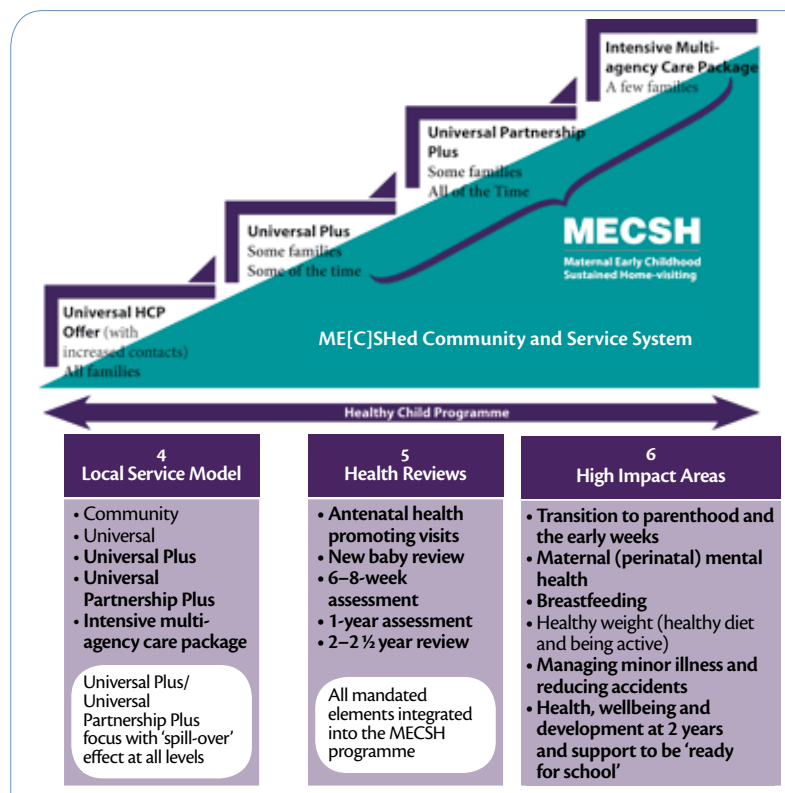 Intensive Multi-
agency Care Package
A few families
Universal Partnership
Plus
Some families
All of the Time
Universal Plus
Some families
Some of the time
MECSH
Maternal Early Childhood
Sustained Home-visiting
Universal HCP
Offer (with
increased contacts)
All families
ME[C]SHed Community and Service System
Healthy Child Programme
4
Local Service Model
• Community
• Universal
• Universal Plus
• Universal
Partnership Plus
• Intensive multi-
agency care package
Universal Plus/
Universal
Partnership Plus
focus with ‘spill-over’
effect at all levels
5
Health Reviews
• Antenatal health
promoting visits
• New baby review
• 6–8-week
assessment
• 1-year assessment
• 2–2 ½ year review
All mandated
elements integrated
into the MECSH
programme
6
High Impact Areas
• Transition to parenthood and
the early weeks
• Maternal (perinatal) mental
health
• Breastfeeding
• Healthy weight (healthy diet
and being active)
• Managing minor illness and
reducing accidents
• Health, wellbeing and
development at 2 years
and support to be ‘ready
for school’